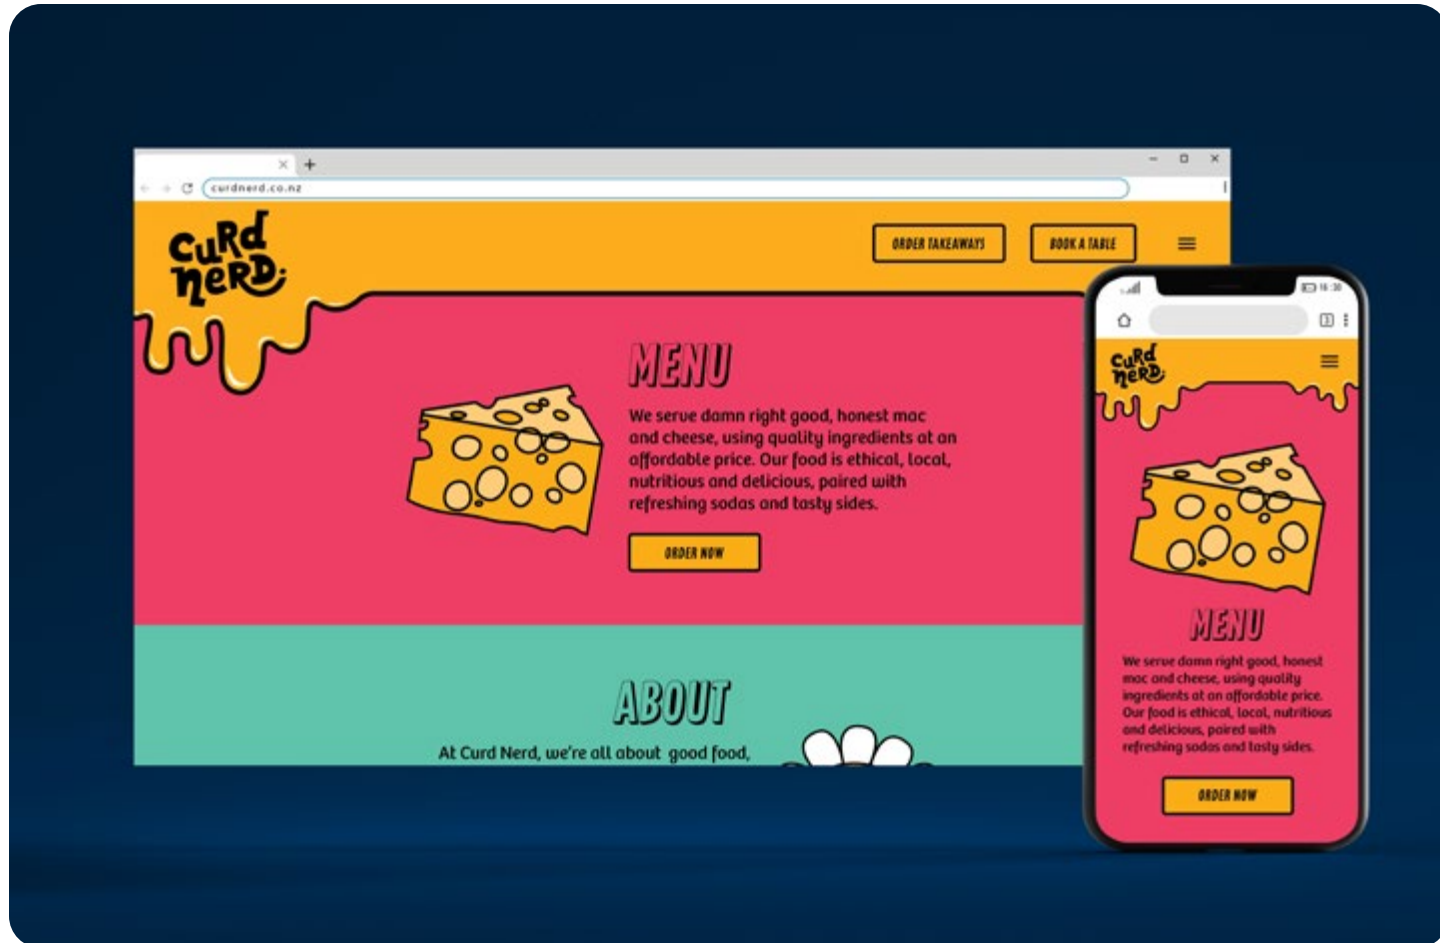 curdnerd.co.nz
CURD
NERD.
ORDER TAKEAWAYS
BOOK A TABLE
MENU
We serve damn right good, honest mac
and cheese, using quality ingredients at an
affordable price. Our food is ethical, local,
nutritious and delicious, paired with
refreshing sodas and tasty sides.
ORDER NOW
ABOUT
At Curd Nerd, we're all about good food,
16:30
3
CURD
NERD.
MENU
We serve damn right good, honest
mac and cheese, using quality
ingredients at an affordable price.
Our food is ethical, local, nutritious
and delicious, paired with
refreshing sodas and tasty sides.
ORDER NOW